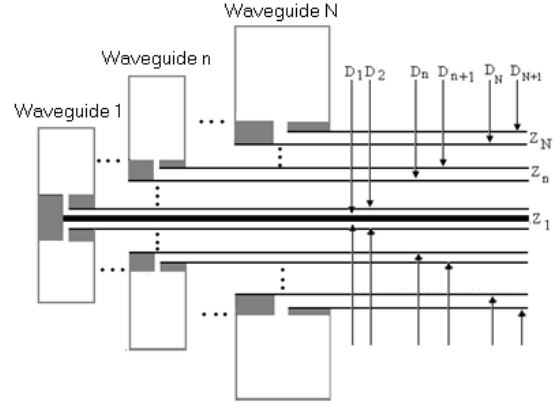 Waveguide N
Waveguide n
Waveguide 1
D1 D2 Dn Dn+1 DN DN+1
ZN
Zn
Z1